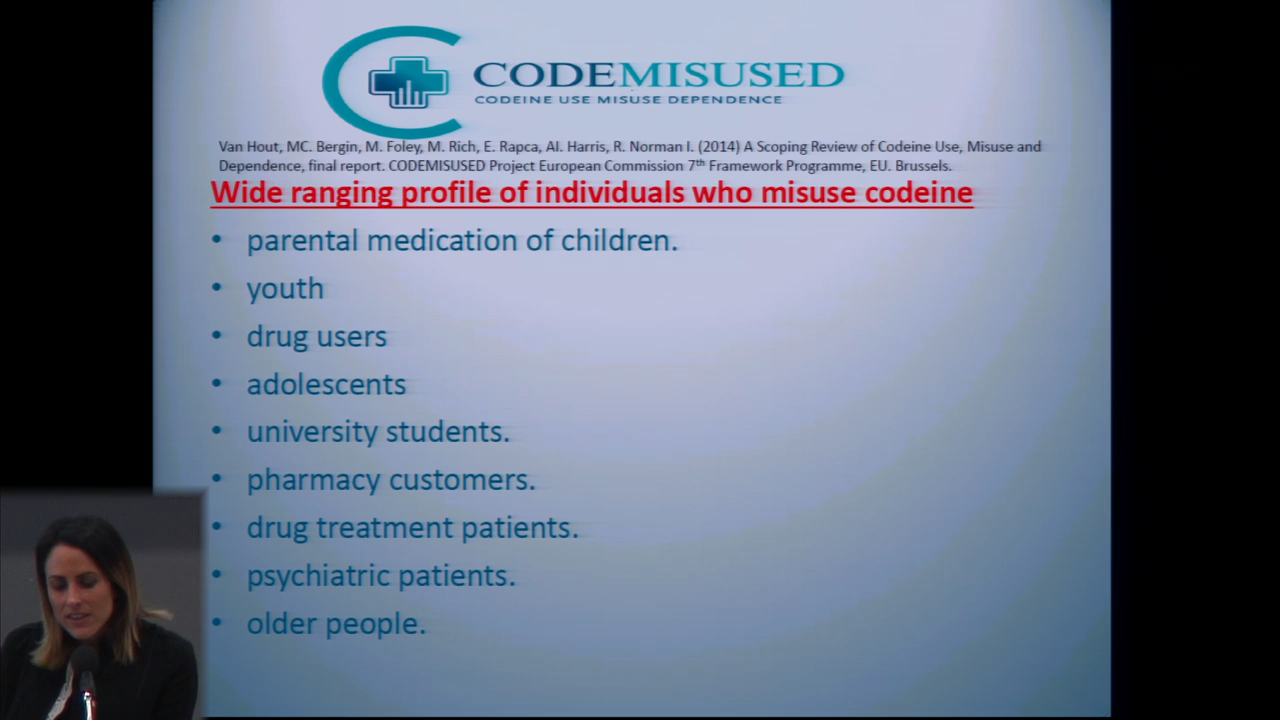 CODEMISUSED
CODEINE USE MISUSE DEPENDENCE
Van Hout, MC. Bergin, M. Foley, M. Rich, E. Rapca, AI. Harris, R. Norman I. (2014) A Scoping Review of Codeine Use, Misuse and
Dependence, final report. CODEMISUSED Project European Commission 7th Framework Programme, EU. Brussels.
Wide ranging profile of individuals who misuse codeine
• parental medication of children.
• youth
• drug users
• adolescents
• university students.
• pharmacy customers.
• drug treatment patients.
• psychiatric patients.
• older people.